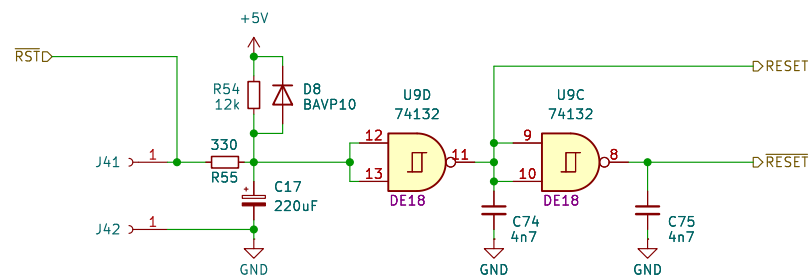 +5V
RST
R54
12k
D8
BAVP10
U9D
74132
U9C
74132
RESET
330
R55
J41
1
12
13
11
9
10
8
RESET
DE18
DE18
C17
+
220uF
J42
1
C74
4n7
C75
4n7
GND
GND
GND